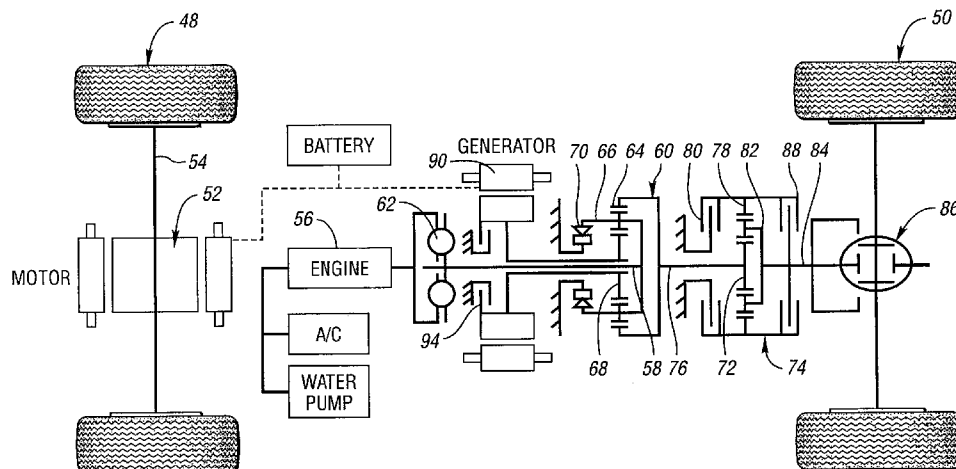 48
50
BATTERY
GENERATOR
90
70 66 64 60 80 78 82 88 84
54
52
62
56
86
MOTOR
ENGINE
A/C
WATER
PUMP
94
68 58 76 72 74